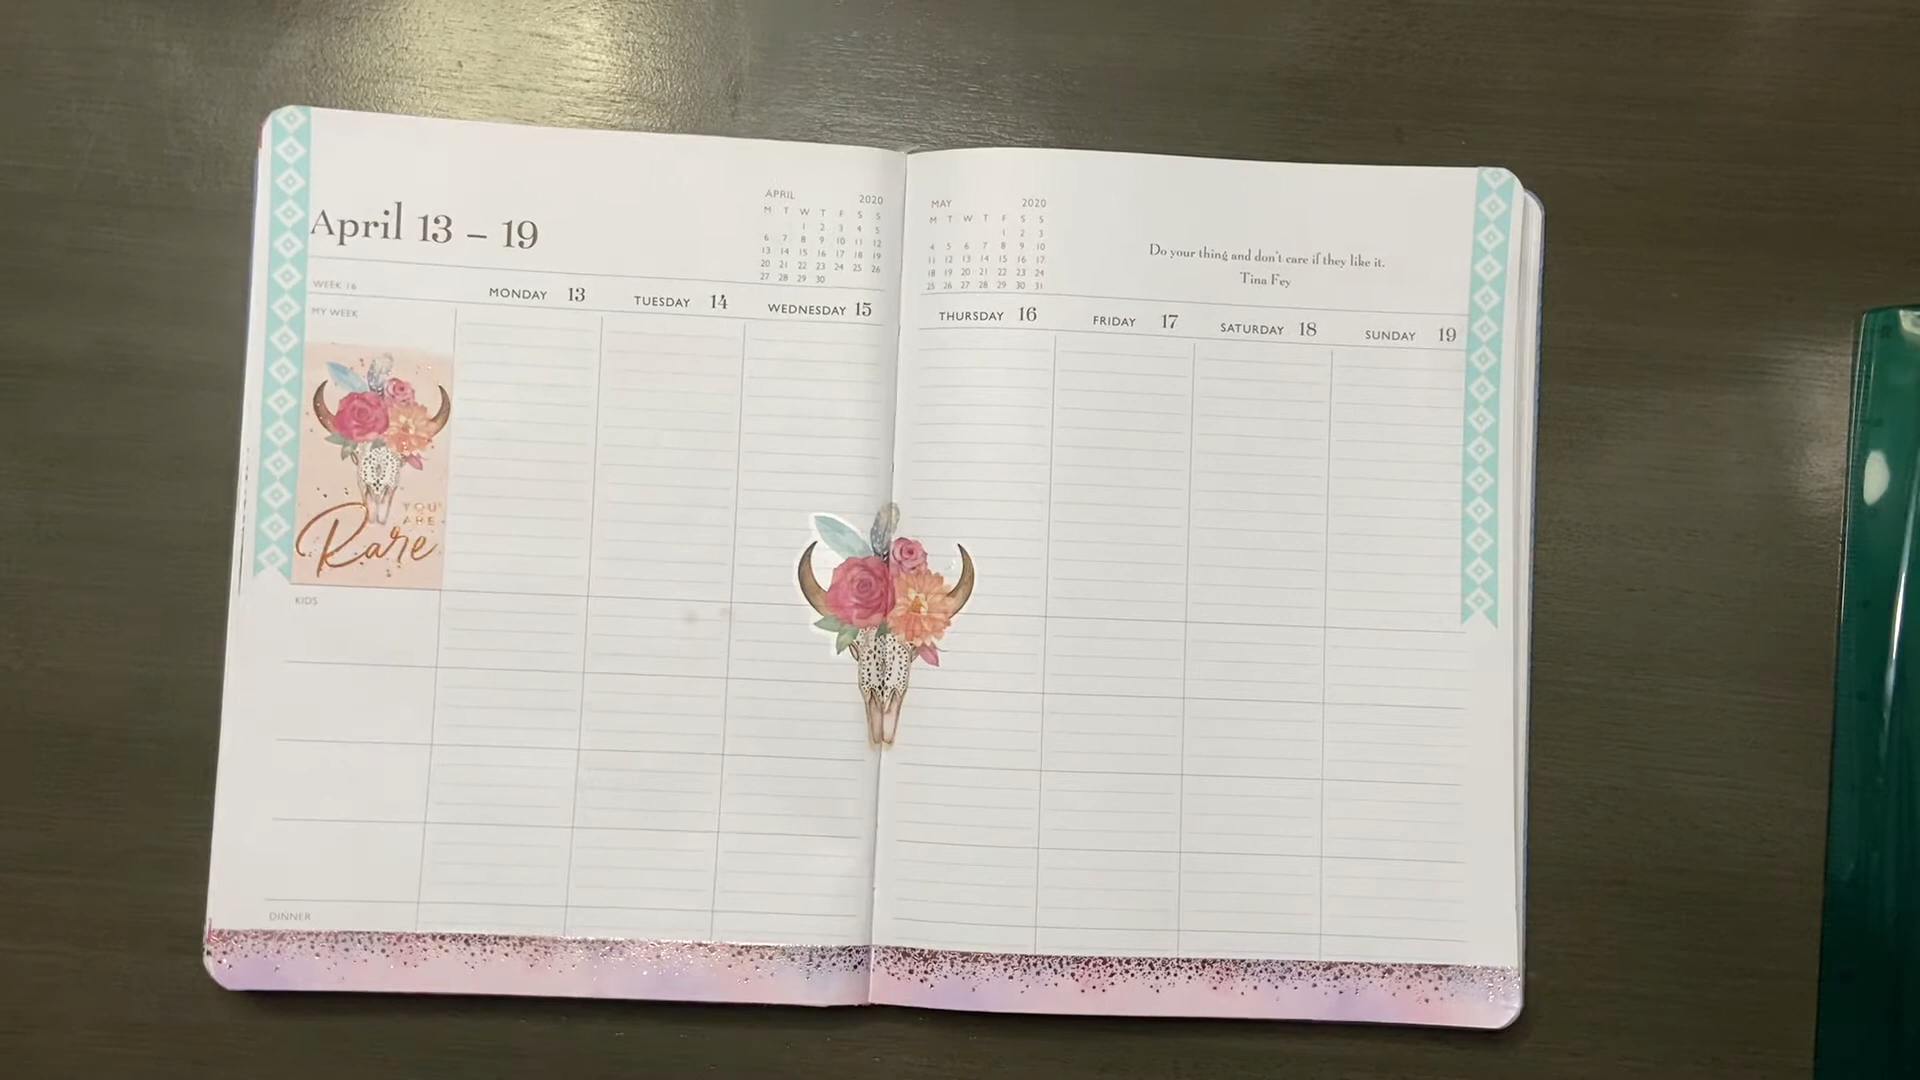 April 13 – 19
APRIL 2020
M T W T F S S
1 2 3 4 5
6 7 8 9 10 11 12
13 14 15 16 17 18 19
20 21 22 23 24 25 26
27 28 29 30
MAY 2020
M T W T F S S
1 2 3
4 5 6 7 8 9 10
11 12 13 14 15 16 17
18 19 20 21 22 23 24
25 26 27 28 29 30 31
Do your thing and don't care if they like it.
Tina Fey
WEEK 16
MONDAY 13
TUESDAY 14
WEDNESDAY 15
THURSDAY 16
FRIDAY 17
SATURDAY 18
SUNDAY 19
MY WEEK
YOU
ARE
Rare
KIDS
DINNER